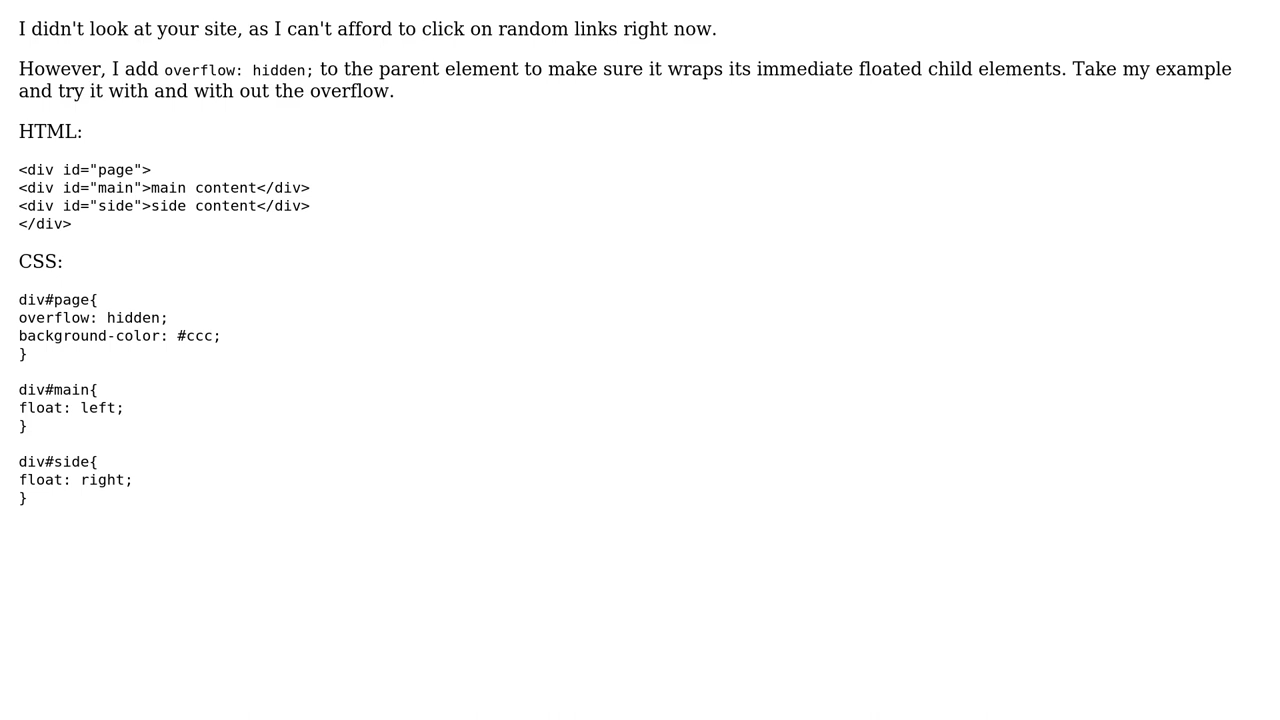 I didn't look at your site, as I can't afford to click on random links right now.
However, I add overflow: hidden; to the parent element to make sure it wraps its immediate floated child elements. Take my example
and try it with and with out the overflow.
HTML:
<div id="page">
<div id="main">main content</div>
<div id="side">side content</div>
</div>
CSS:
div#page{
overflow: hidden;
background-color: #ccc;
}
div#main{
float: left;
}
div#side{
float: right;
}